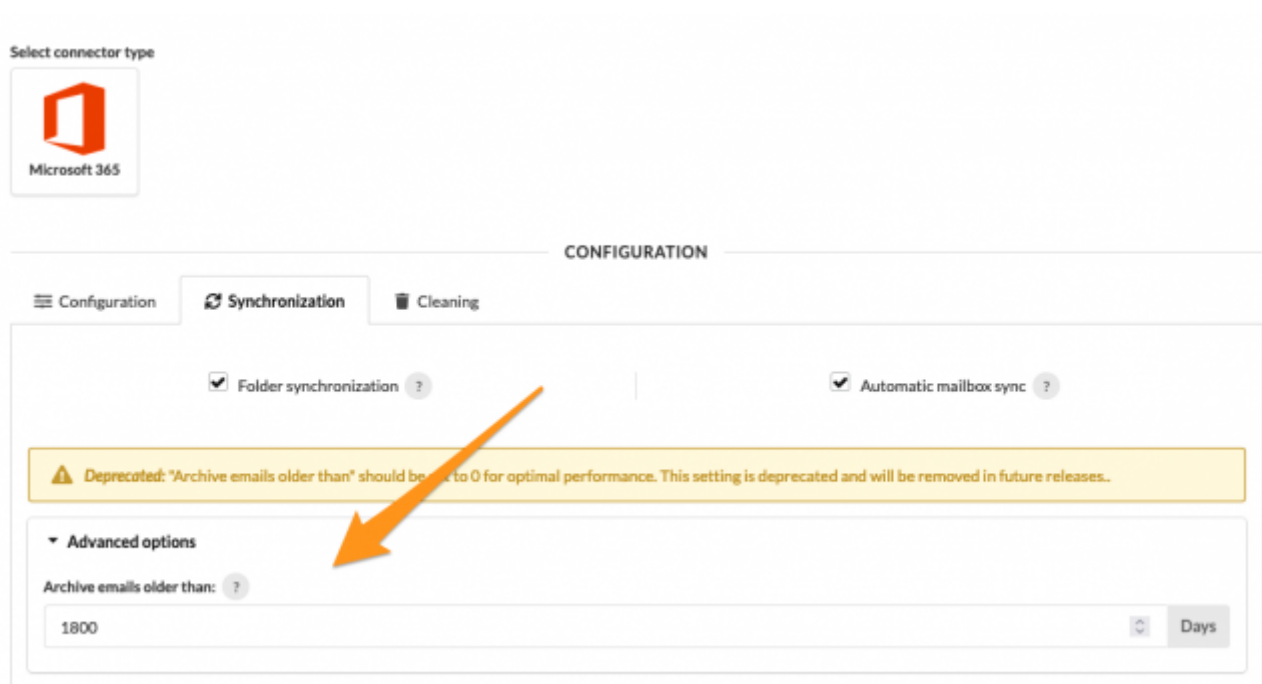 Select connector type
Microsoft 365
CONFIGURATION
Configuration Synchronization Cleaning
Folder synchronization ? Automatic mailbox sync ?
Deprecated: "Archive emails older than" should be to 0 for optimal performance. This setting is deprecated and will be removed in future releases..
Advanced options
Archive emails older than: ?
1800 Days